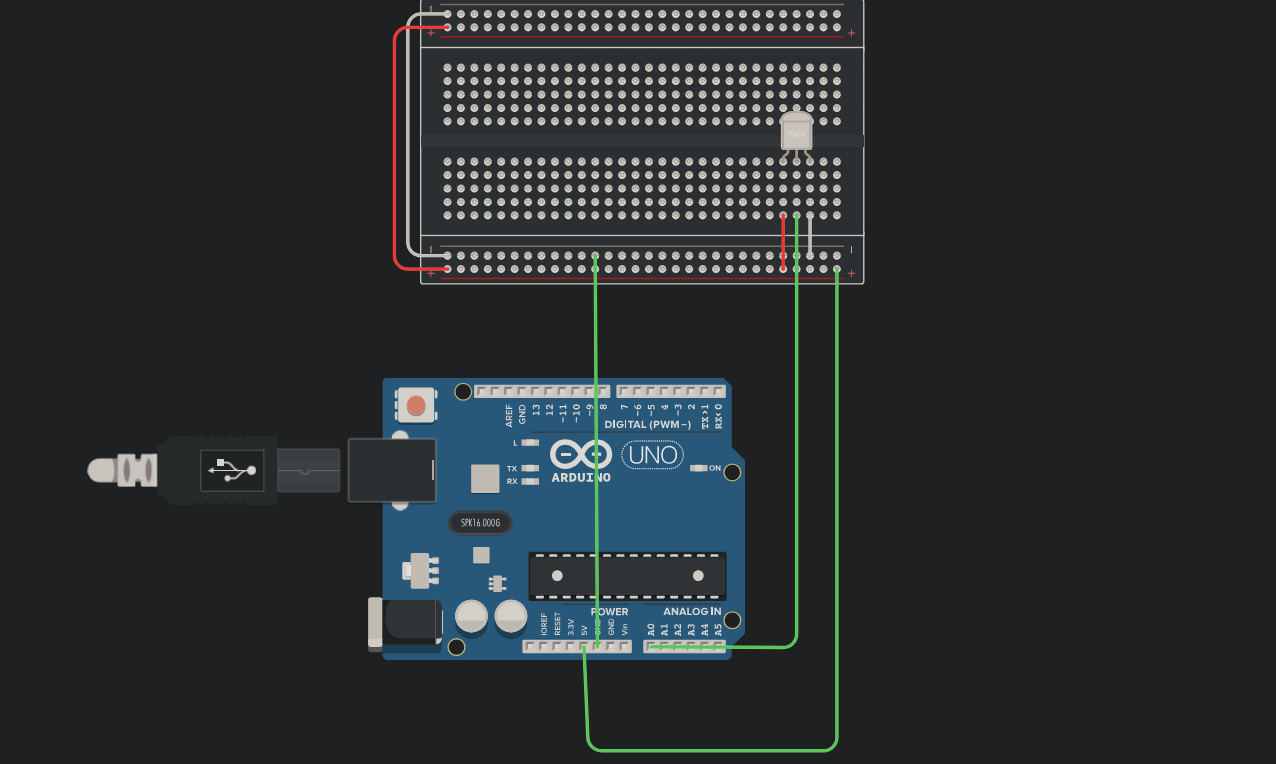 + +
TMP
+ +
AREF
GND
13
12
~11
~10
~9
8
7
~6
~5
4
~3
2
TX>1
RX<0
DIGITAL (PWM~)
L
TX
RX
ARDUINO
UNO
ON
SPK16.000G
POWER
ANALOG IN
IOREF
RESET
3.3V
5V
GND
GND
Vin
A0
A1
A2
A3
A4
A5